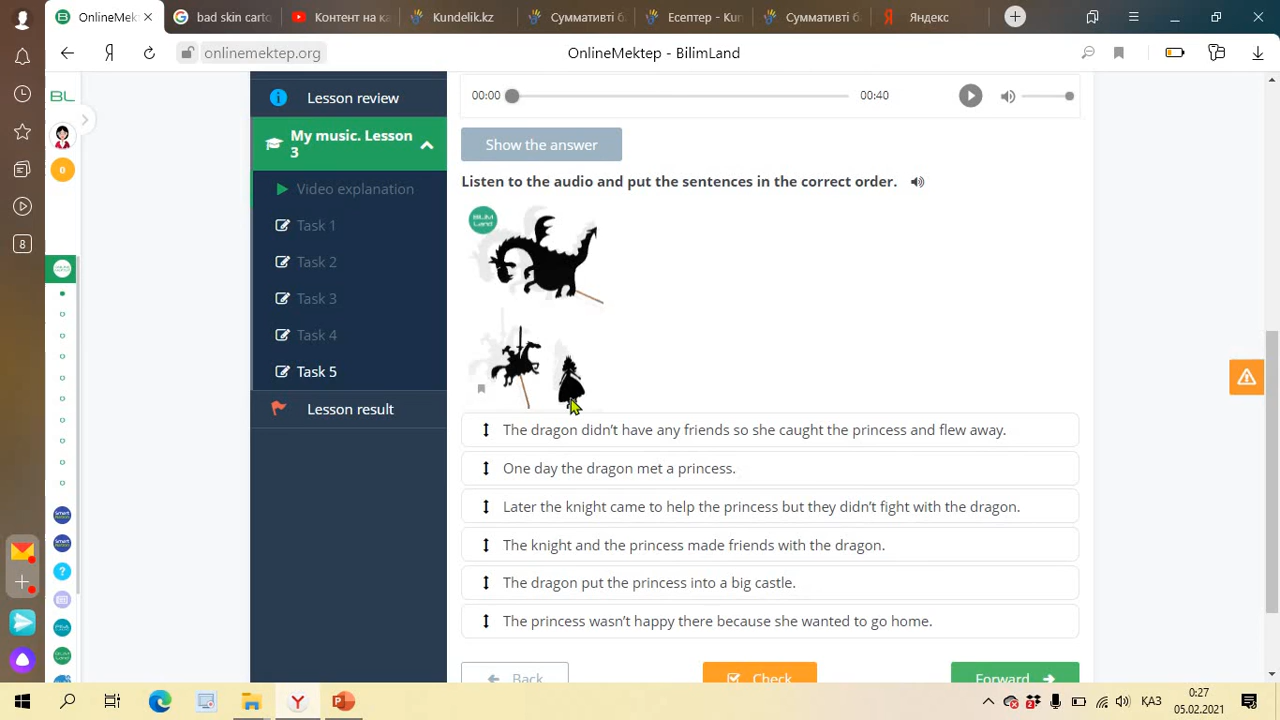 OnlineMek
bad skin carto
Контент на ка
Kundelik.kz
Суммативті б
Есептер - Kun
Суммативті б
Яндекс
onlinemektep.org
OnlineMektep - BilimLand
BL
0
8
Lesson review
My music. Lesson
3
Video explanation
Task 1
Task 2
Task 3
Task 4
Task 5
Lesson result
00:00
00:40
Show the answer
Listen to the audio and put the sentences in the correct order.
BILIM
Land
The dragon didn't have any friends so she caught the princess and flew away.
One day the dragon met a princess.
Later the knight came to help the princess but they didn't fight with the dragon.
The knight and the princess made friends with the dragon.
The dragon put the princess into a big castle.
The princess wasn't happy there because she wanted to go home.
Back
Check
Forward
ҚАЗ
0:27
05.02.2021